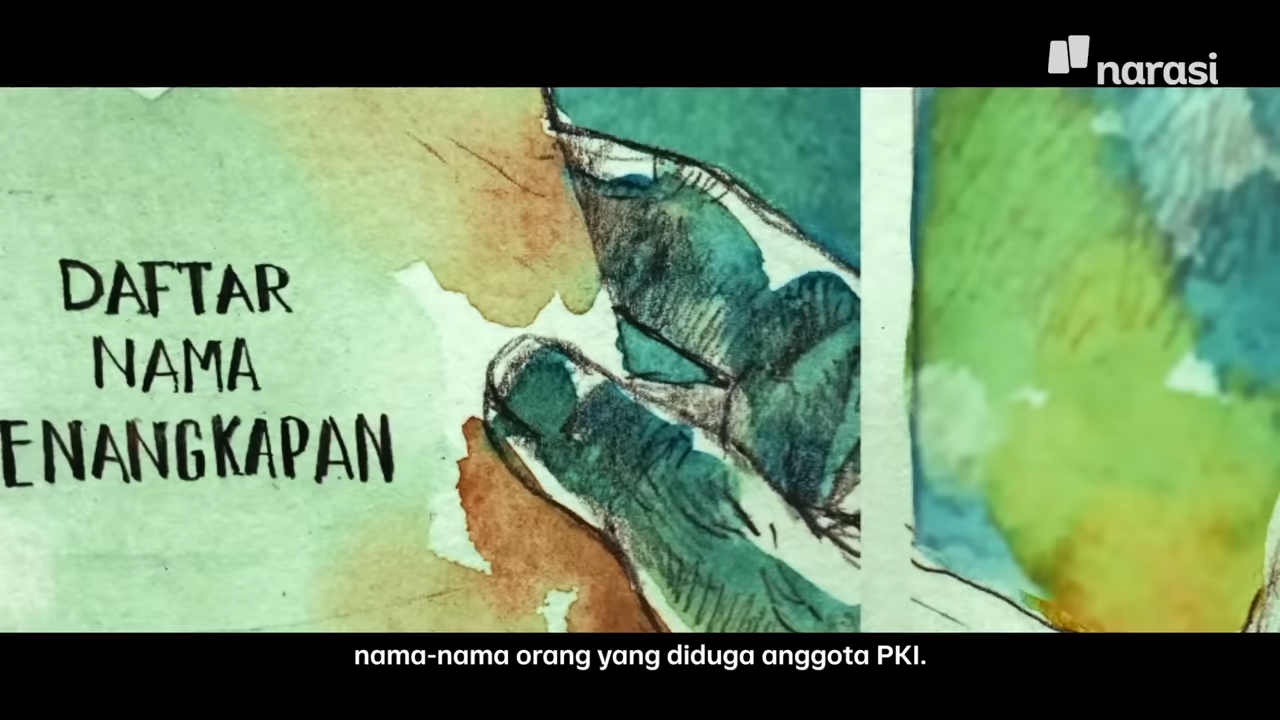 narasi
DAFTAR
NAMA
ENANGKAPAN
nama-nama orang yang diduga anggota PKI.